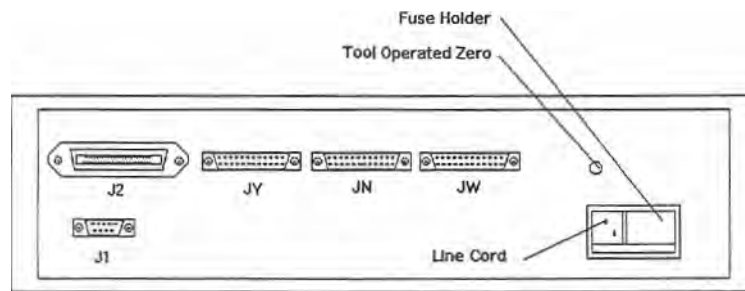 Fuse Holder
Tool Operated Zero
J2
JY
JN
JW
J1
Line Cord